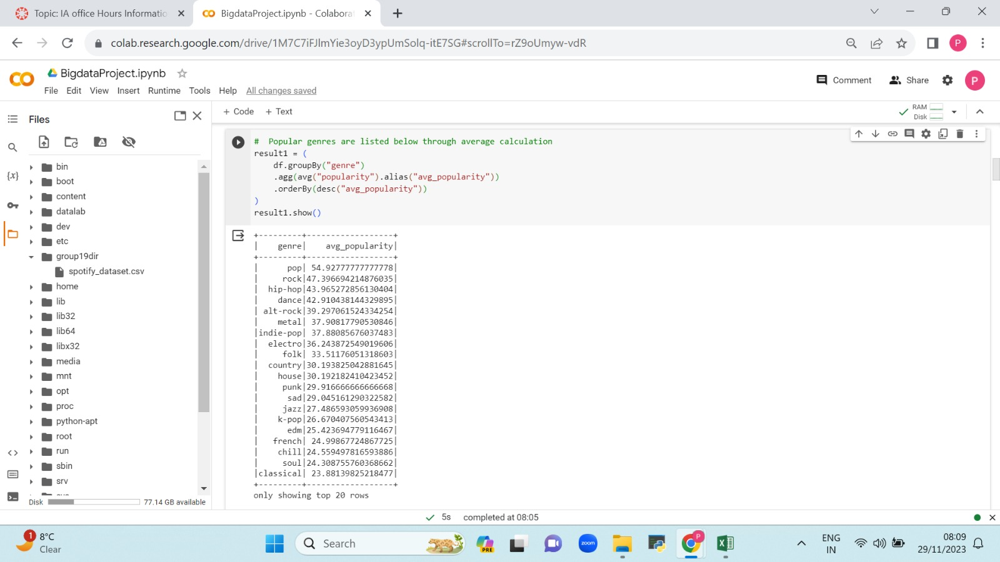 Topic: IA office Hours Informatio
BigdataProject.ipynb - Colaborat
colab.research.google.com/drive/1M7C7iFJlmYie3oyD3ypUmSolq-itE7SG#scrollTo=rZ9oUmyw-vdR
P
BigdataProject.ipynb
Comment
Share
P
File Edit View Insert Runtime Tools Help All changes saved
Files
+ Code + Text
RAM
Disk
{x}
bin
boot
content
datalab
dev
etc
group19dir
spotify_dataset.csv
home
lib
lib32
lib64
libx32
media
mnt
opt
proc
python-apt
root
run
sbin
srv
Disk 77.14 GB available
# Popular genres are listed below through average calculation
result1 = (
df.groupBy("genre")
.agg(avg("popularity").alias("avg_popularity"))
.orderBy(desc("avg_popularity"))
)
result1.show()
+---------+-----------------+
| genre| avg_popularity|
+---------+-----------------+
| pop| 54.92777777777778|
| rock|47.396694214876035|
| hip-hop|43.965272856130404|
| dance|42.910438144329895|
| alt-rock|39.297061524334254|
| metal| 37.90817790530846|
|indie-pop| 37.88085676037483|
| electro|36.243872549019606|
| folk| 33.51176051318603|
| country|30.193825042881645|
| house|30.192182410423452|
| punk|29.916666666666668|
| sad|29.045161290322582|
| jazz|27.486593059936908|
| k-pop|26.670407560543413|
| edm|25.423694779116467|
| french| 24.99867724867725|
| chill|24.559497816593886|
| soul|24.308755760368662|
|classical| 23.88139825218477|
+---------+-----------------+
only showing top 20 rows
5s completed at 08:05
1
8°C
Clear
Search
PRE
zoom
P
ENG
IN
08:09
29/11/2023